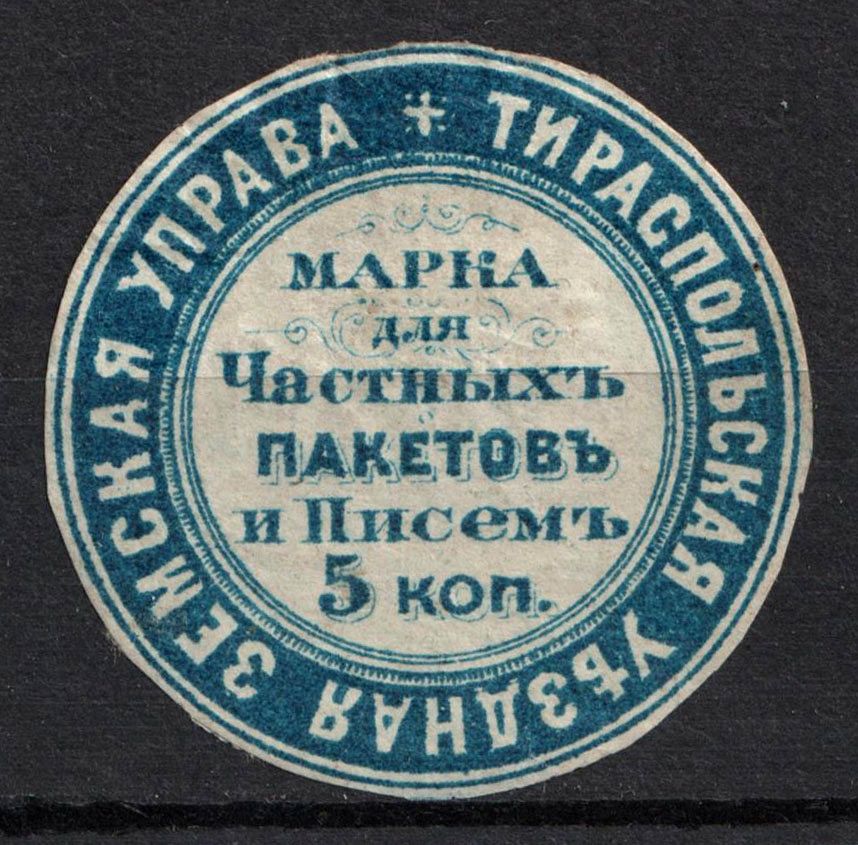 ТИРАСПОЛЬСКАЯ УѢЗДНАЯ ЗЕМСКАЯ УПРАВА
МАРКА
для
Частныхъ
ПАКЕТОВЪ
и Писемъ
5 коп.